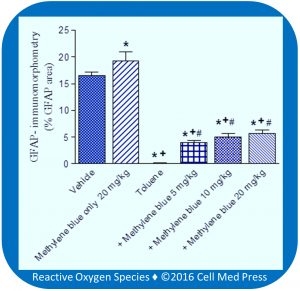 GFAP- immunomorphometry
(% GFAP area)
25
20
15
10
5
0
*
*+
*+#
*+#
*+#
Vehicle
Methylene blue only 20 mg/kg
Toluene
+ Methylene blue 5 mg/kg
+ Methylene blue 10 mg/kg
+ Methylene blue 20 mg/kg
Reactive Oxygen Species ♦ ©2016 Cell Med Press